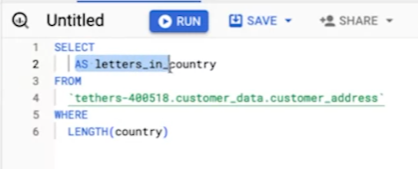 Untitled RUN SAVE SHARE
1 SELECT
2 AS letters_in_country
3 FROM
4 `tethers-400518.customer_data.customer_address`
5 WHERE
6 LENGTH(country)